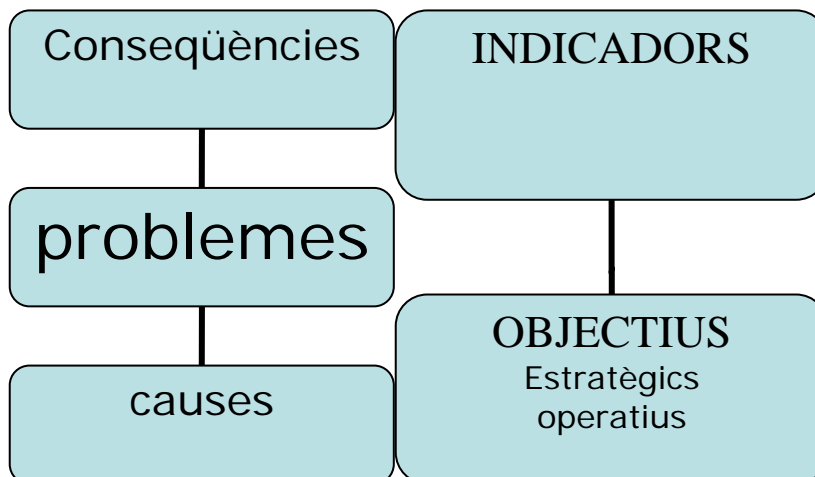 Conseqüències
problemes
causes
INDICADORS
OBJECTIUS
Estratègics
operatius